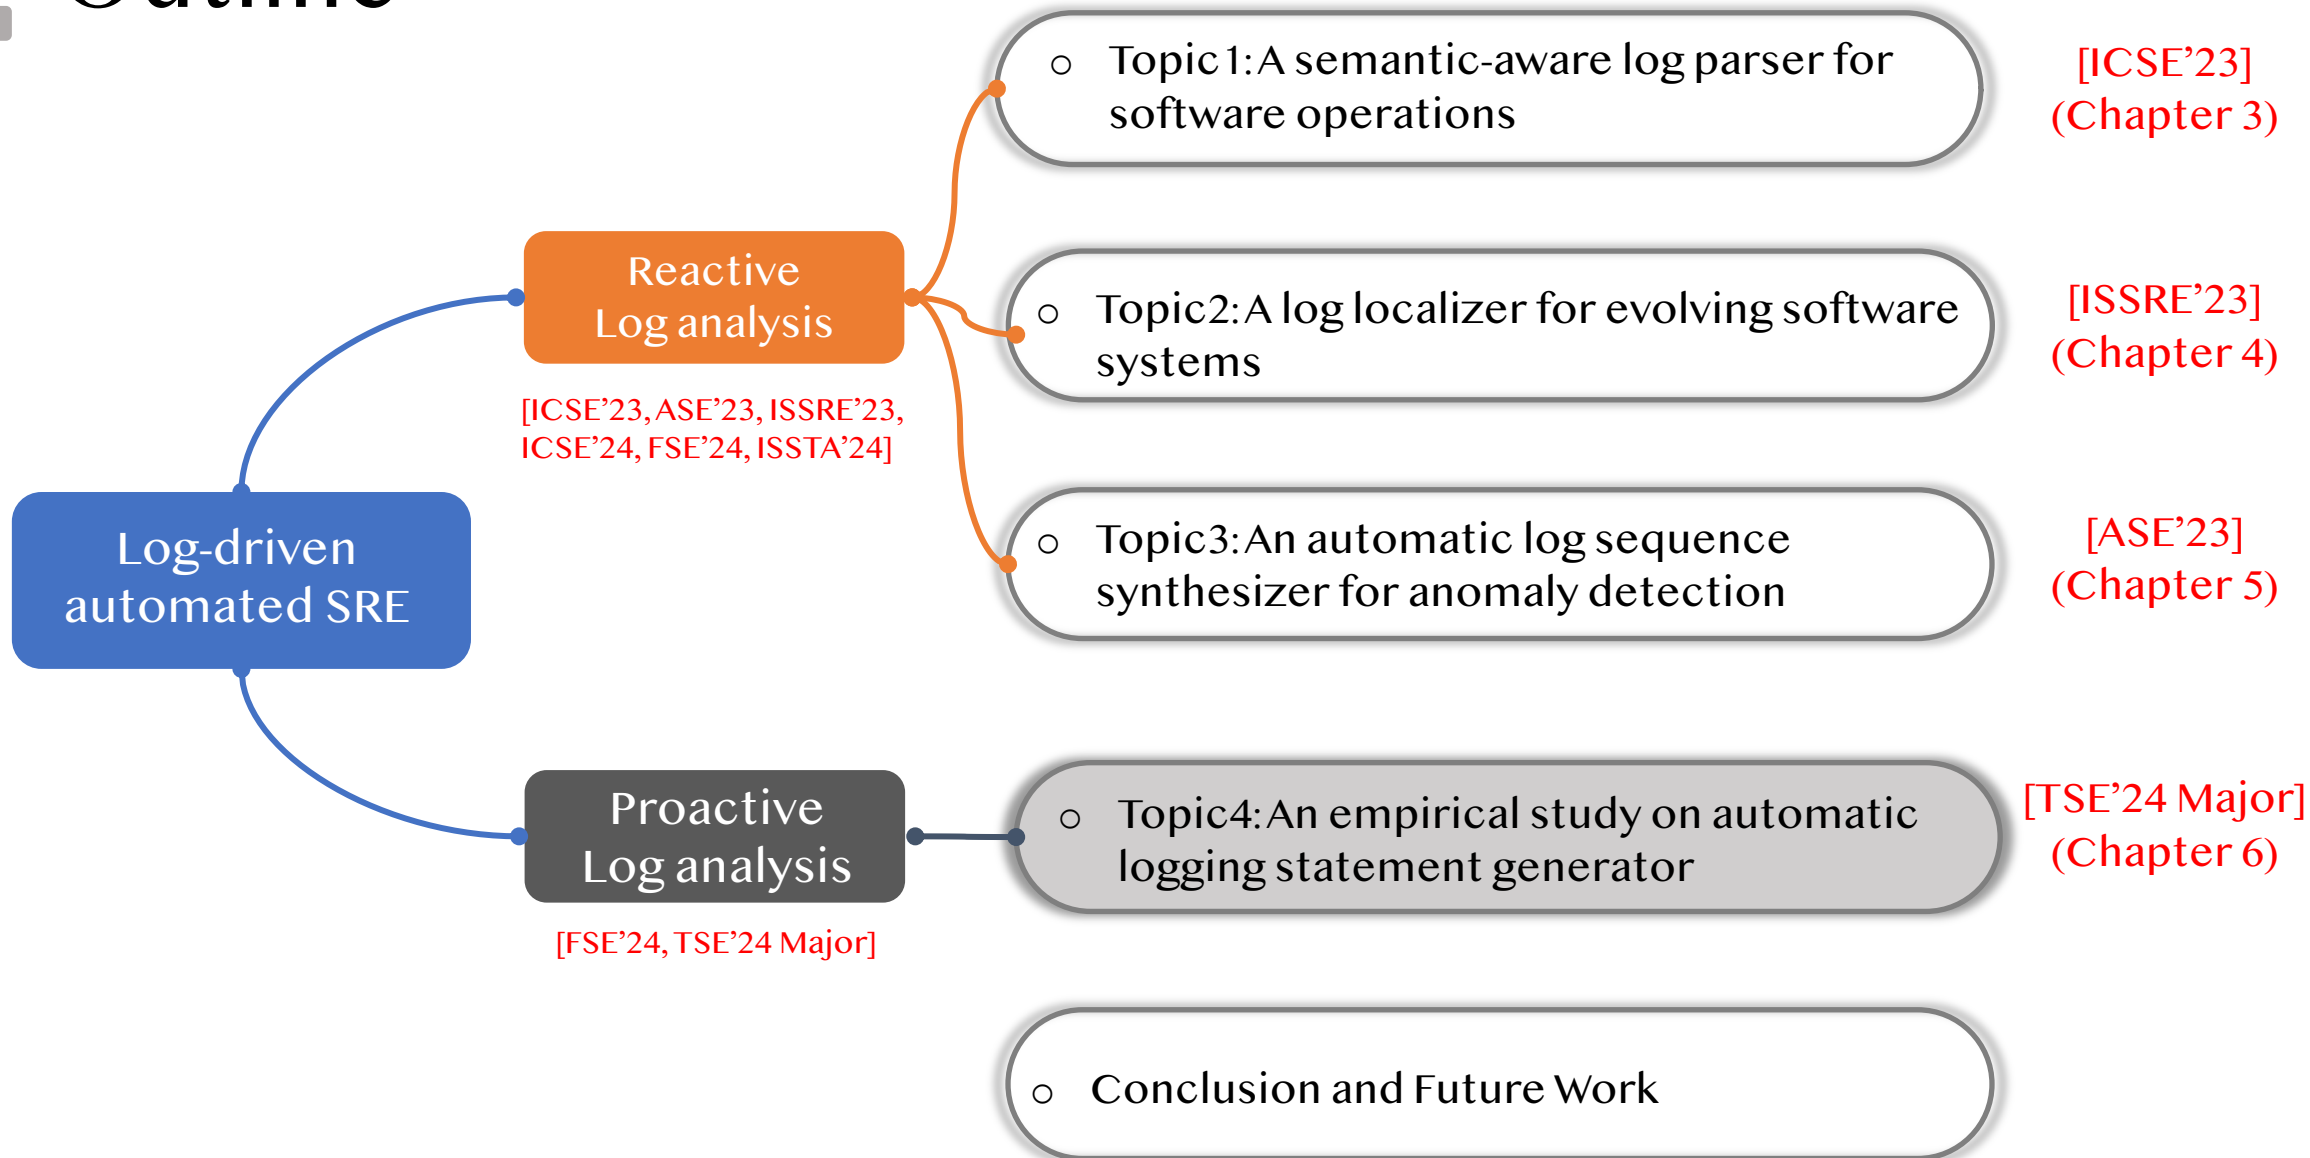 Outline
Topic1: A semantic-aware log parser for
software operations
[ICSE’23]
(Chapter 3)
Reactive
Log analysis
[ICSE’23, ASE’23, ISSRE’23,
ICSE’24, FSE’24, ISSTA’24]
Topic2: A log localizer for evolving software
systems
[ISSRE’23]
(Chapter 4)
Log-driven
automated SRE
Topic3: An automatic log sequence
synthesizer for anomaly detection
[ASE’23]
(Chapter 5)
Proactive
Log analysis
[FSE’24, TSE’24 Major]
Topic4: An empirical study on automatic
logging statement generator
[TSE’24 Major]
(Chapter 6)
Conclusion and Future Work